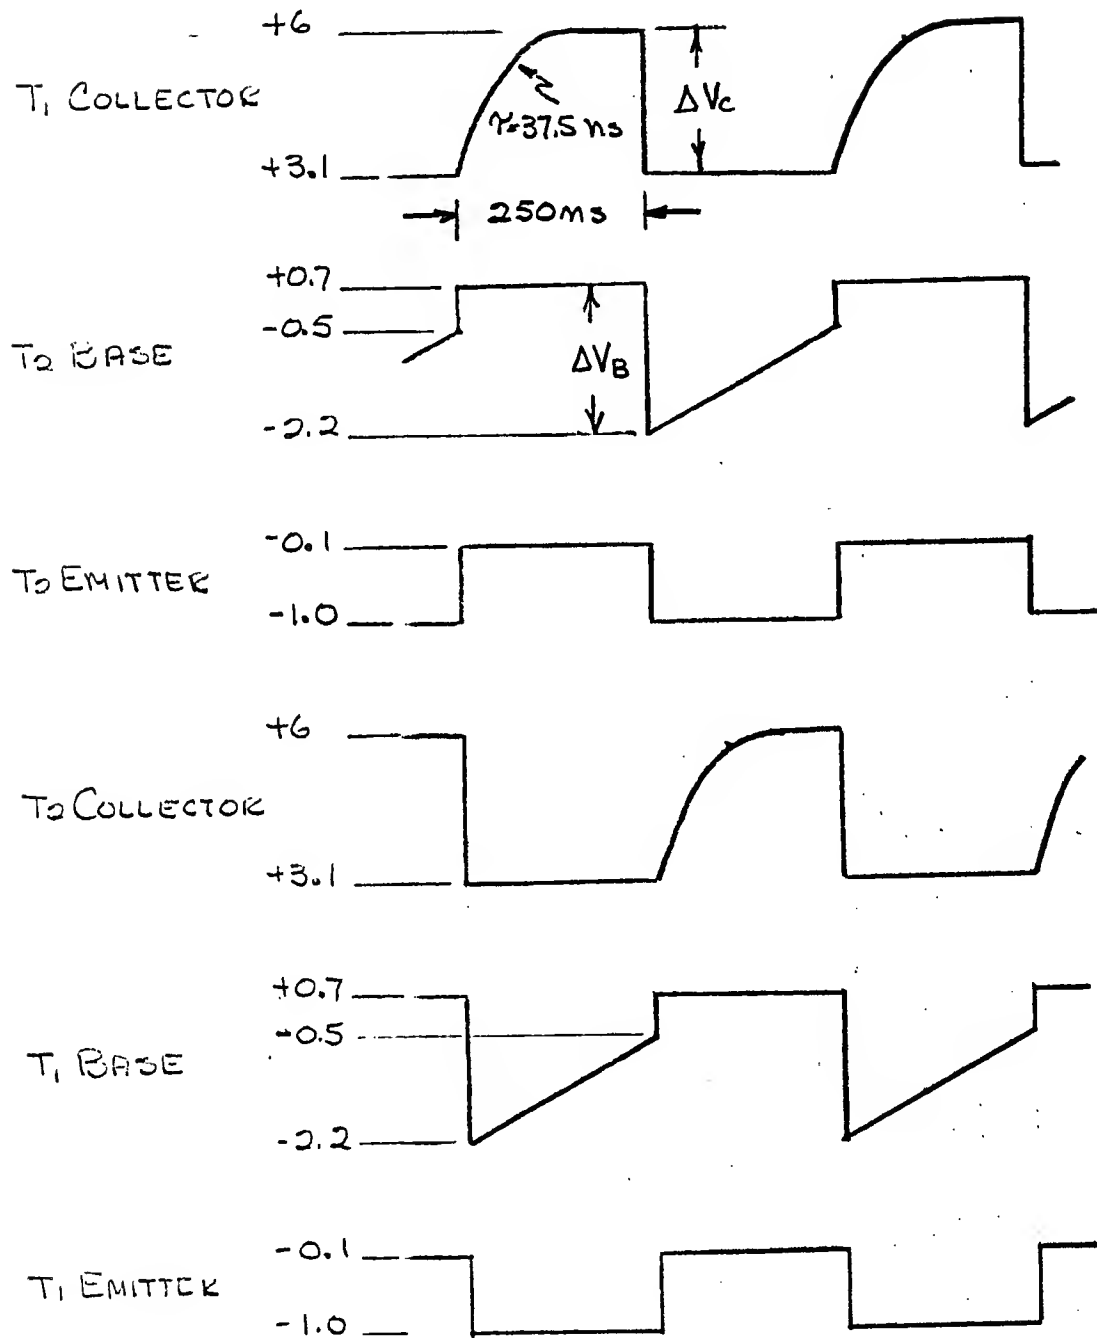 +6
T1 COLLECTOR
τ=37.5 ns
ΔVc
+3.1
250ns
+0.7
-0.5
T2 BASE
ΔVB
-2.2
-0.1
T2 EMITTER
-1.0
+6
T2 COLLECTOR
+3.1
+0.7
-0.5
T1 BASE
-2.2
-0.1
T1 EMITTER
-1.0